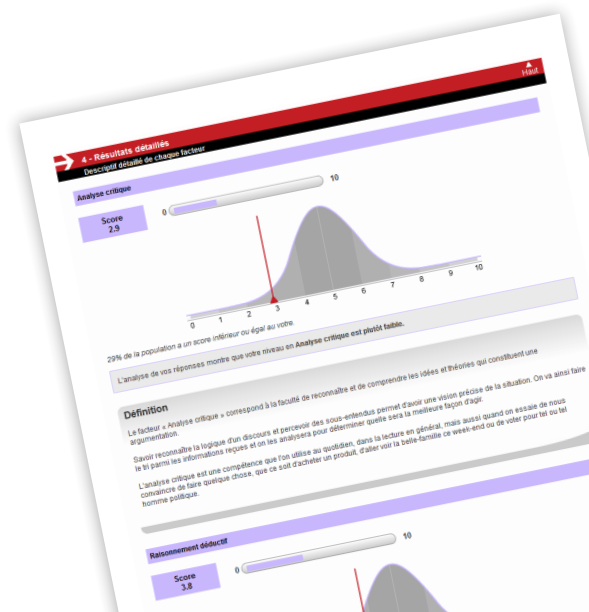 Haut
4 - Résultats détaillés
Descriptif détaillé de chaque facteur
Analyse critique
Score
2.9
0
10
0 1 2 3 4 5 6 7 8 9 10
29% de la population a un score inférieur ou égal au votre.
L'analyse de vos réponses montre que votre niveau en Analyse critique est plutôt faible.
Définition
Le facteur « Analyse critique » correspond à la faculté de reconnaître et de comprendre les idées et théories qui constituent une
argumentation.
Savoir reconnaître la logique d'un discours et percevoir des sous-entendus permet d'avoir une vision précise de la situation. On va ainsi faire
le tri parmi les informations reçues et on les analysera pour déterminer quelle sera la meilleure façon d'agir.
L'analyse critique est une compétence que l'on utilise au quotidien, dans la lecture en général, mais aussi quand on essaie de nous
convaincre de faire quelque chose, que ce soit d'acheter un produit, d'aller voir la belle-famille ce week-end ou de voter pour tel ou tel
homme politique.
Raisonnement déductif
Score
3.8
0
10